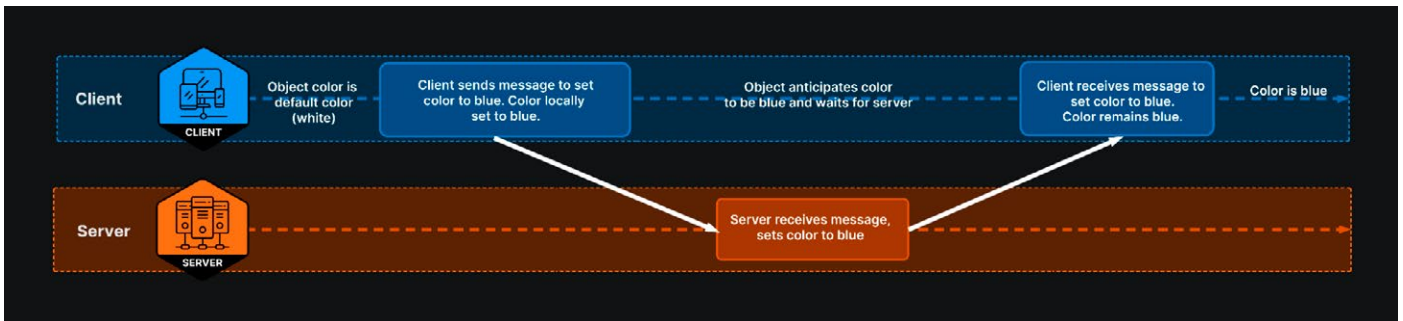 Client
CLIENT
Object color is
default color
(white)
Client sends message to set
color to blue. Color locally
set to blue.
Object anticipates color
to be blue and waits for server
Client receives message to
set color to blue.
Color remains blue.
Color is blue
Server
SERVER
Server receives message,
sets color to blue